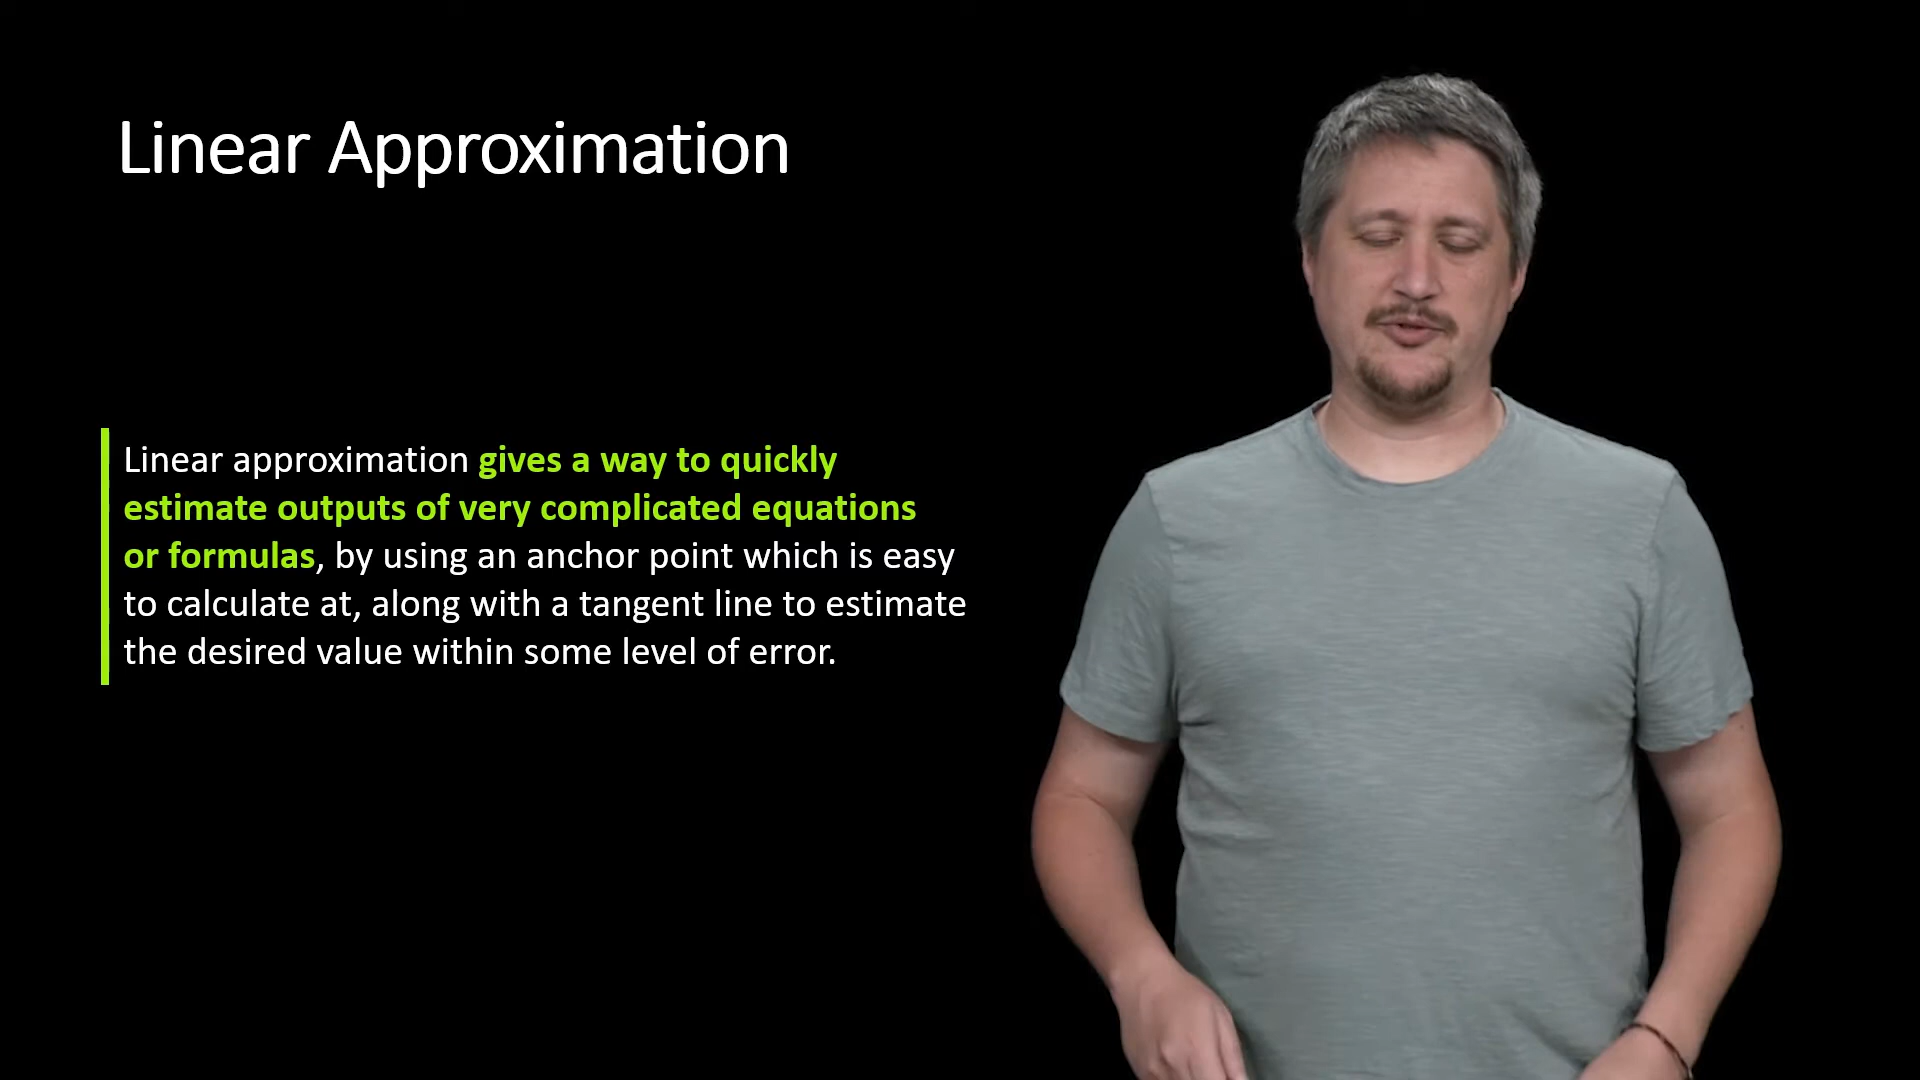 Linear Approximation
Linear approximation gives a way to quickly
estimate outputs of very complicated equations
or formulas, by using an anchor point which is easy
to calculate at, along with a tangent line to estimate
the desired value within some level of error.